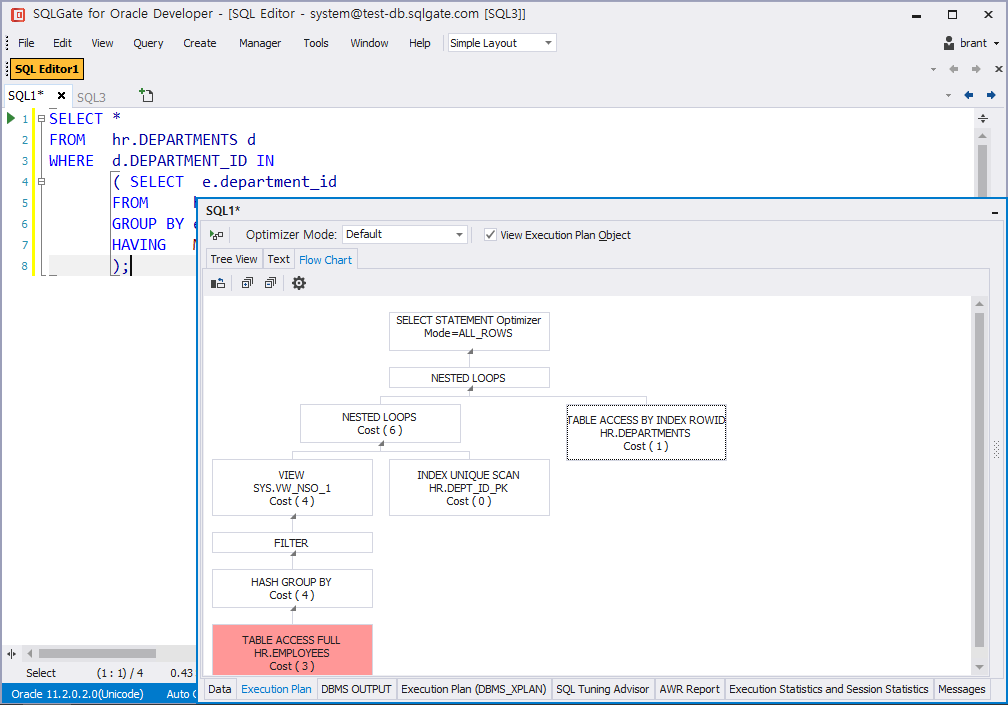 SQLGate for Oracle Developer - [SQL Editor - system@test-db.sqlgate.com [SQL3]]
File Edit View Query Create Manager Tools Window Help Simple Layout brant
SQL Editor1
SQL1* SQL3
1 SELECT *
2 FROM hr.DEPARTMENTS d
3 WHERE d.DEPARTMENT_ID IN
4 ( SELECT e.department_id
5 FROM
6 GROUP BY
7 HAVING
8 );
SQL1*
Optimizer Mode: Default View Execution Plan Object
Tree View Text Flow Chart
SELECT STATEMENT Optimizer
Mode=ALL_ROWS
NESTED LOOPS
NESTED LOOPS
Cost ( 6 )
TABLE ACCESS BY INDEX ROWID
HR.DEPARTMENTS
Cost ( 1 )
VIEW
SYS.VW_NSO_1
Cost ( 4 )
INDEX UNIQUE SCAN
HR.DEPT_ID_PK
Cost ( 0 )
FILTER
HASH GROUP BY
Cost ( 4 )
TABLE ACCESS FULL
HR.EMPLOYEES
Cost ( 3 )
Select (1 : 1) / 4 0.43
Oracle 11.2.0.2.0(Unicode) Auto
Data Execution Plan DBMS OUTPUT Execution Plan (DBMS_XPLAN) SQL Tuning Advisor AWR Report Execution Statistics and Session Statistics Messages